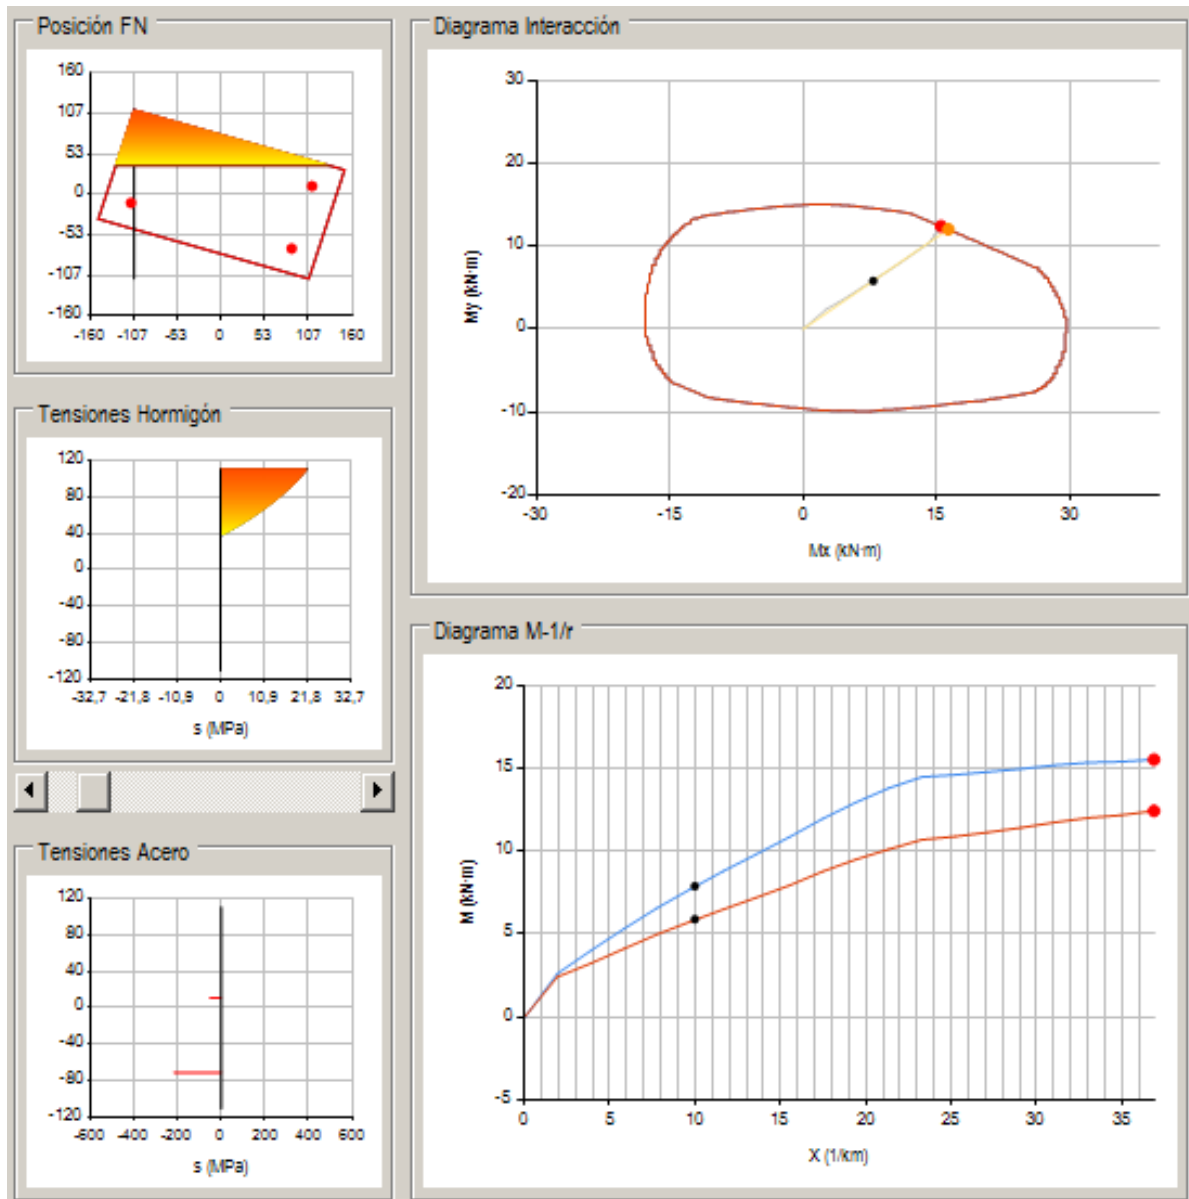 Posición FN
160
107
53
0
-53
-107
-160
-160 -107 -53 0 53 107 160
Tensiones Hormigón
120
80
40
0
-40
-80
-120
-32,7 -21,8 -10,9 0 10,9 21,8 32,7
s (MPa)
Tensiones Acero
120
80
40
0
-40
-80
-120
-600 -400 -200 0 200 400 600
s (MPa)
Diagrama Interacción
My (kN·m)
30
20
10
0
-10
-20
-30 -15 0 15 30
Mx (kN·m)
Diagrama M-1/r
M (kN·m)
20
15
10
5
0
-5
0 5 10 15 20 25 30 35
X (1/km)